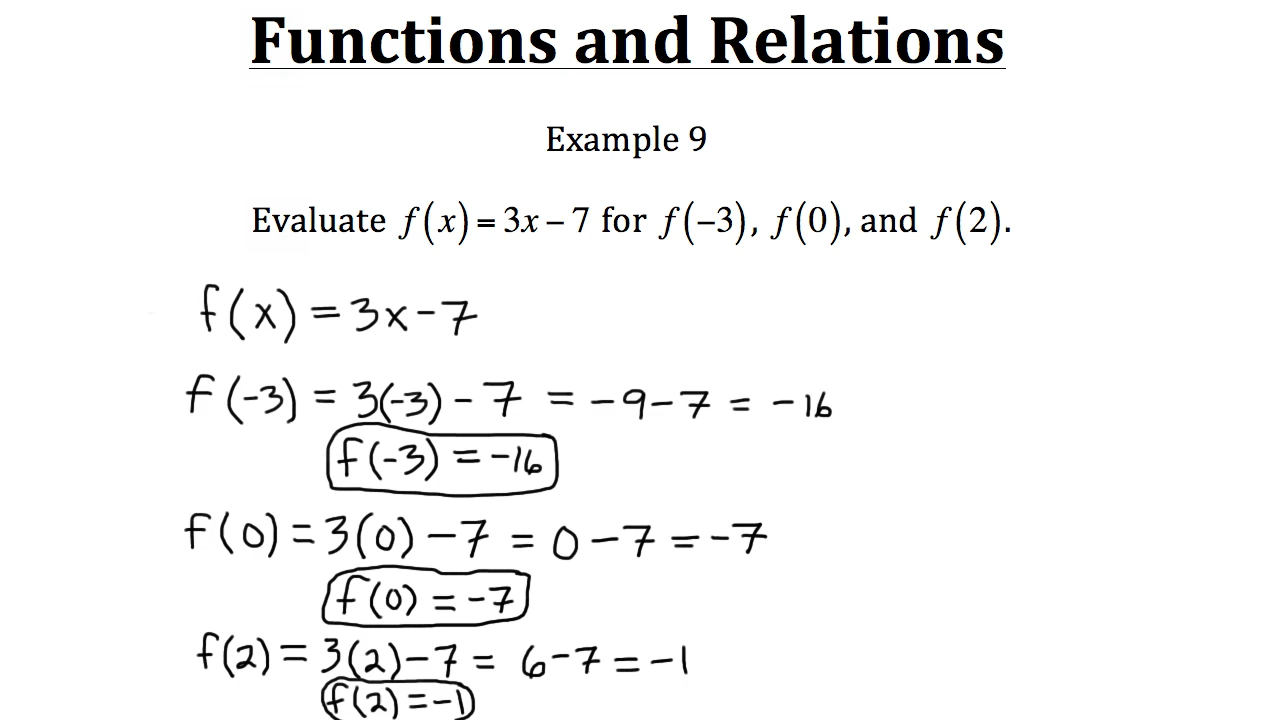 Functions and Relations
Example 9
Evaluate f(x) = 3x − 7 for f(−3), f(0), and f(2).
f(x) = 3x − 7
f(-3) = 3(-3) - 7 = -9-7 = -16
f(-3) = -16
f(0) = 3(0) - 7 = 0 - 7 = -7
f(0) = -7
f(2) = 3(2) - 7 = 6-7 = -1
f(2) = -1